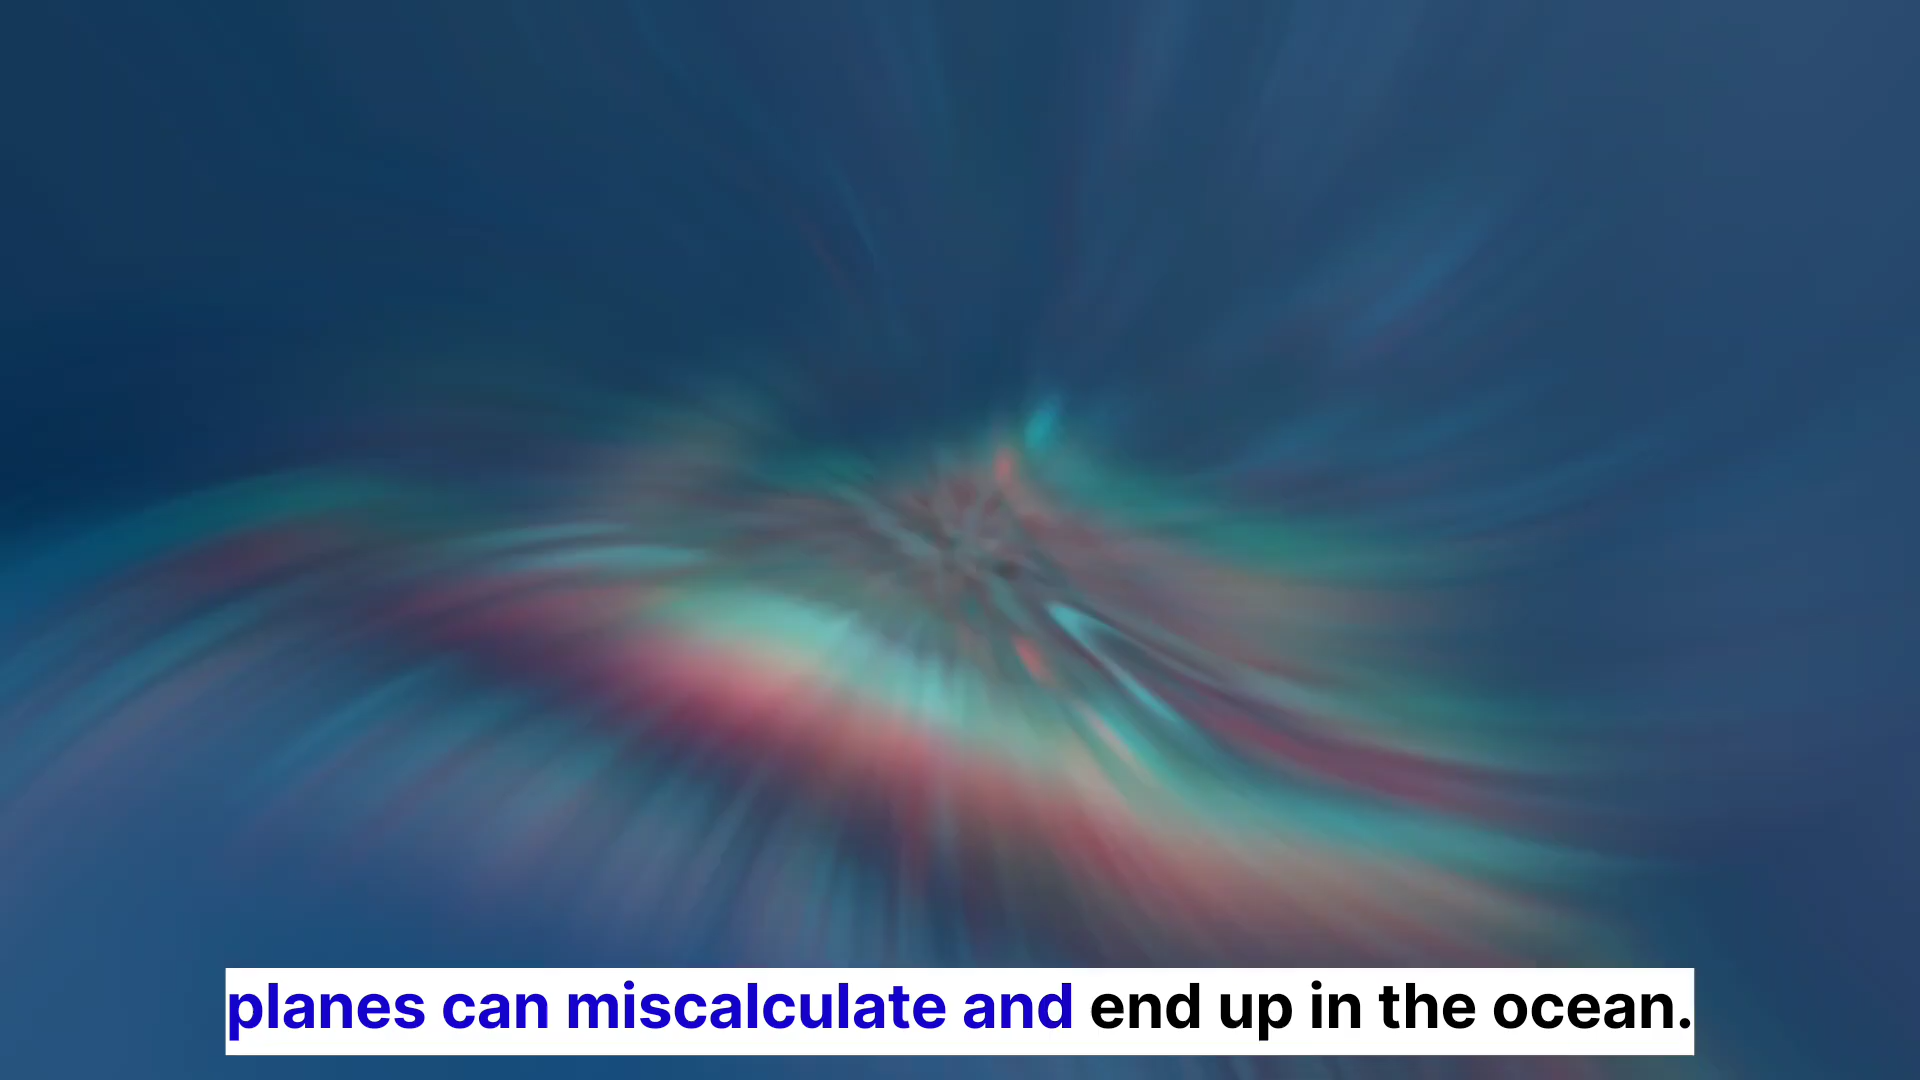 planes can miscalculate and end up in the ocean.